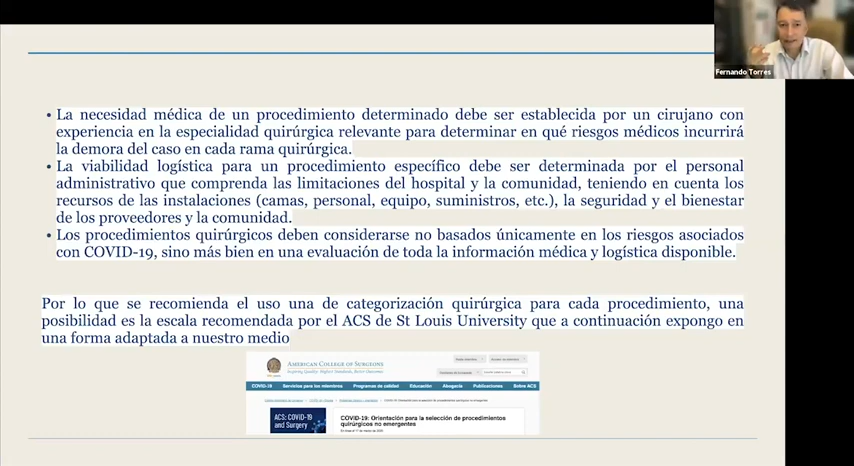 Fernando Torres
• La necesidad médica de un procedimiento determinado debe ser establecida por un cirujano con
experiencia en la especialidad quirúrgica relevante para determinar en qué riesgos médicos incurrirá
la demora del caso en cada rama quirúrgica.
• La viabilidad logística para un procedimiento específico debe ser determinada por el personal
administrativo que comprenda las limitaciones del hospital y la comunidad, teniendo en cuenta los
recursos de las instalaciones (camas, personal, equipo, suministros, etc.), la seguridad y el bienestar
de los proveedores y la comunidad.
• Los procedimientos quirúrgicos deben considerarse no basados únicamente en los riesgos asociados
con COVID-19, sino más bien en una evaluación de toda la información médica y logística disponible.
Por lo que se recomienda el uso una de categorización quirúrgica para cada procedimiento, una
posibilidad es la escala recomendada por el ACS de St Louis University que a continuación expongo en
una forma adaptada a nuestro medio
American College of Surgeons
Inspiring Quality: Highest Standards, Better Outcomes
COVID-19 Servicios para los miembros Programas de calidad Educación Abogacía Publicaciones Sobre ACS
ACS: COVID-19
and Surgery
COVID-19: Orientación para la selección de procedimientos
quirúrgicos no emergentes